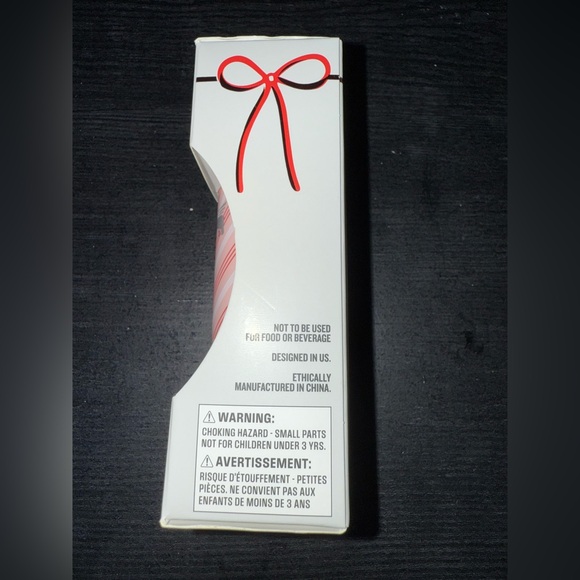 NOT TO BE USED
FOR FOOD OR BEVERAGE
DESIGNED IN US.
ETHICALLY
MANUFACTURED IN CHINA.
⚠ WARNING:
CHOKING HAZARD - SMALL PARTS
NOT FOR CHILDREN UNDER 3 YRS.
⚠ AVERTISSEMENT:
RISQUE D'ÉTOUFFEMENT - PETITES
PIÈCES. NE CONVIENT PAS AUX
ENFANTS DE MOINS DE 3 ANS